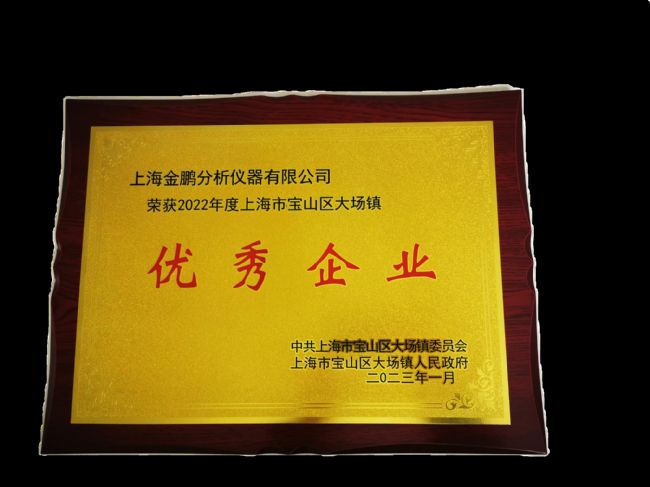 上海金鹏分析仪器有限公司
荣获2022年度上海市宝山区大场镇
优秀企业
中共上海市宝山区大场镇委员会
上海市宝山区大场镇人民政府
二〇二三年一月